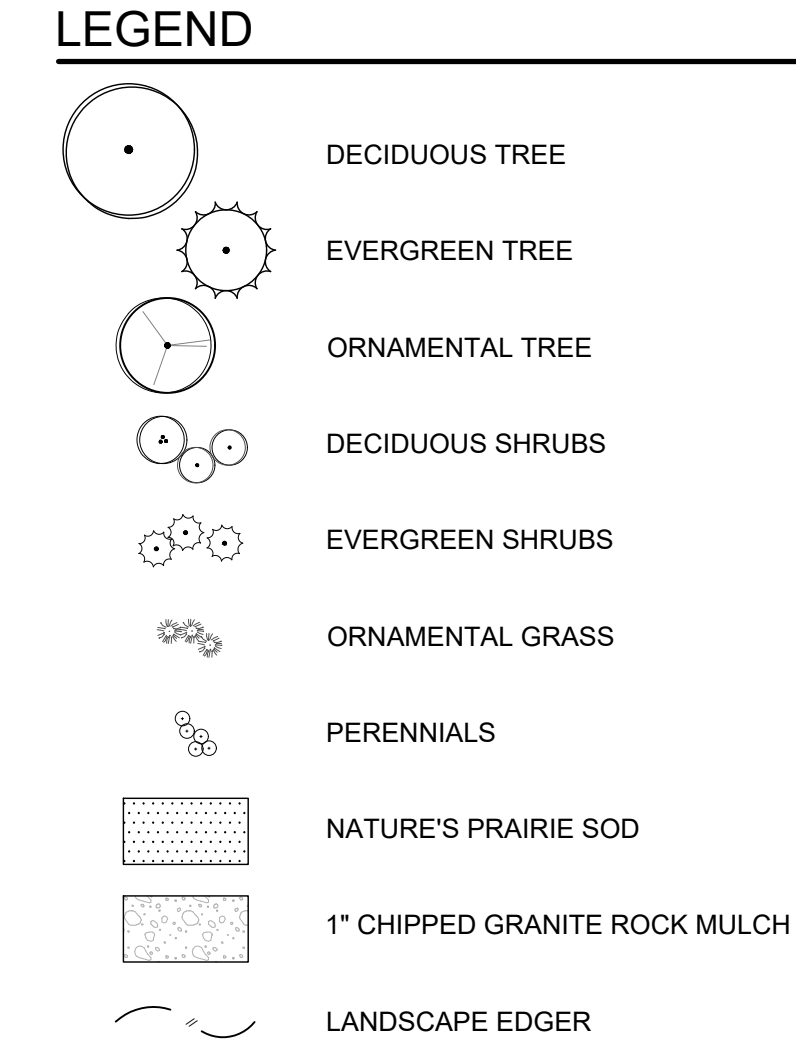 LEGEND
DECIDUOUS TREE
EVERGREEN TREE
ORNAMENTAL TREE
DECIDUOUS SHRUBS
EVERGREEN SHRUBS
ORNAMENTAL GRASS
PERENNIALS
NATURE'S PRAIRIE SOD
1" CHIPPED GRANITE ROCK MULCH
LANDSCAPE EDGER